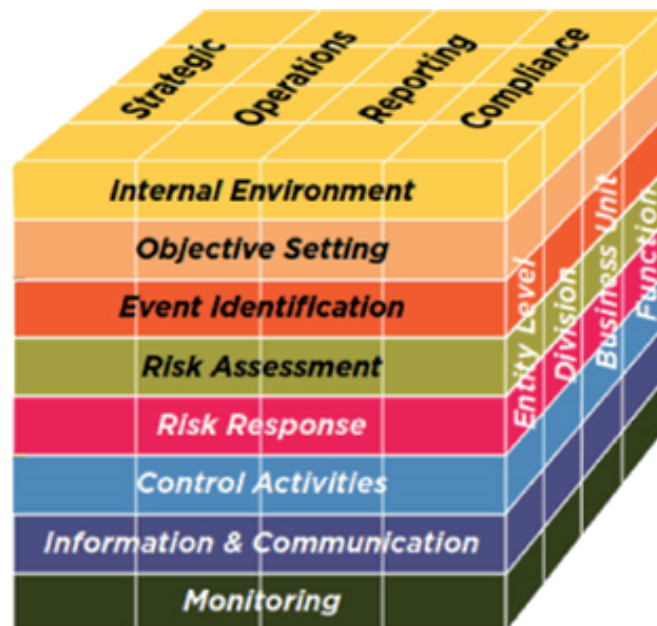 Strategic
Operations
Reporting
Compliance
Internal Environment
Objective Setting
Event Identification
Risk Assessment
Risk Response
Control Activities
Information & Communication
Monitoring
Entity Level
Division
Business Unit
Function